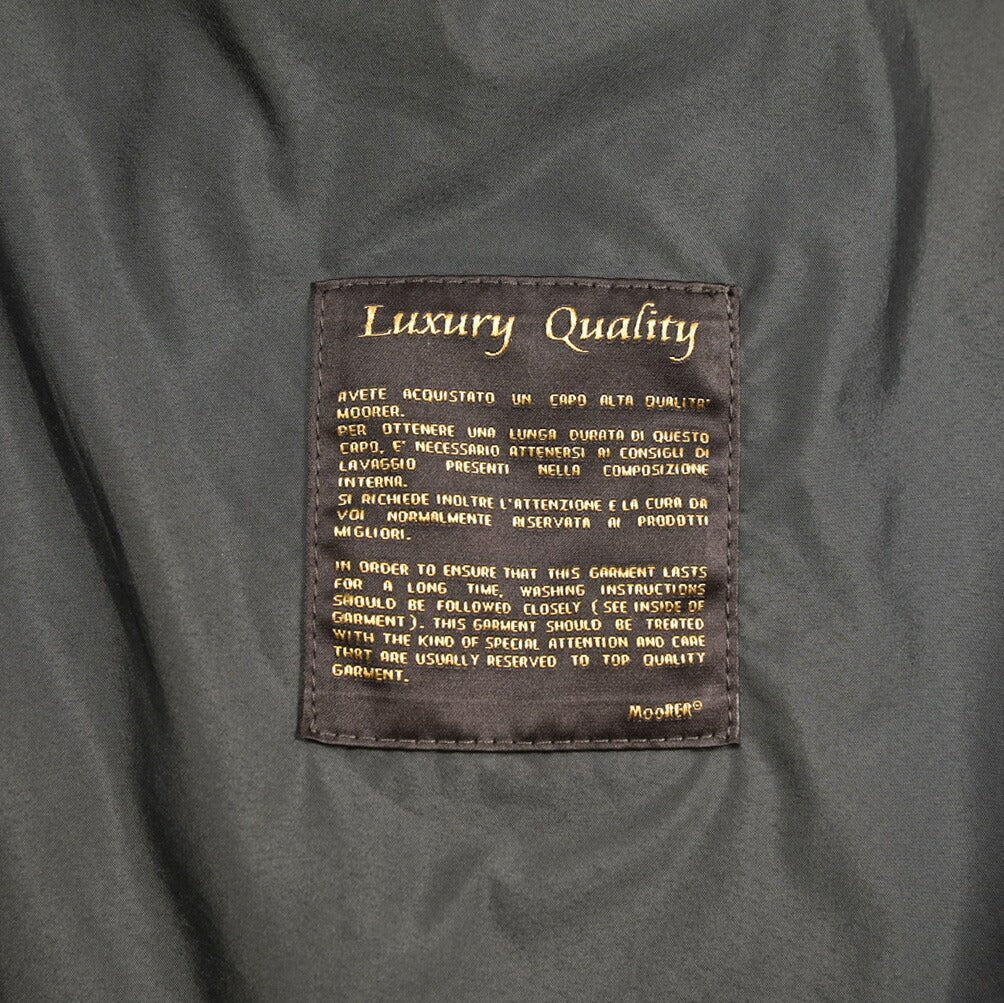 Luxury Quality
AVETE ACQUISTATO UN CAPO ALTA QUALITA'
MOORER.
PER OTTENERE UNA LUNGA DURATA DI QUESTO
CAPO, E' NECESSARIO ATTENERSI AI CONSIGLI DI
LAVAGGIO PRESENTI NELLA COMPOSIZIONE
INTERNA.
SI RICHIEDE INOLTRE L'ATTENZIONE E LA CURA DA
VOI NORMALMENTE RISERVATA AI PRODOTTI
MIGLIORI.
IN ORDER TO ENSURE THAT THIS GARMENT LASTS
FOR A LONG TIME, WASHING INSTRUCTIONS
SHOULD BE FOLLOWED CLOSELY ( SEE INSIDE OF
GARMENT ). THIS GARMENT SHOULD BE TREATED
WITH THE KIND OF SPECIAL ATTENTION AND CARE
THAT ARE USUALLY RESERVED TO TOP QUALITY
GARMENT.
MOORER®